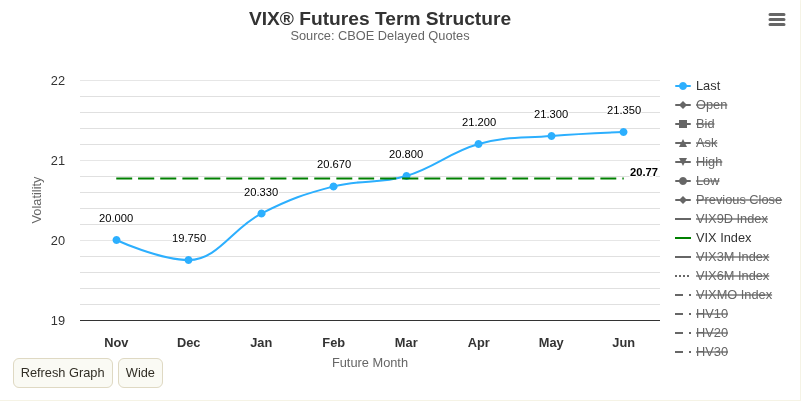 VIX® Futures Term Structure
Source: CBOE Delayed Quotes
22
21
20
19
Volatility
20.000
19.750
20.330
20.670
20.800
21.200
21.300
21.350
20.77
Nov Dec Jan Feb Mar Apr May Jun
Future Month
Last
Open
Bid
Ask
High
Low
Previous Close
VIX9D Index
VIX Index
VIX3M Index
VIX6M Index
VIXMO Index
HV10
HV20
HV30
Refresh Graph Wide